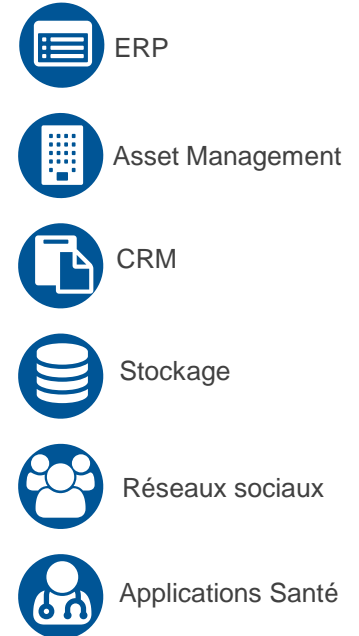 ERP
Asset Management
CRM
Stockage
Réseaux sociaux
Applications Santé